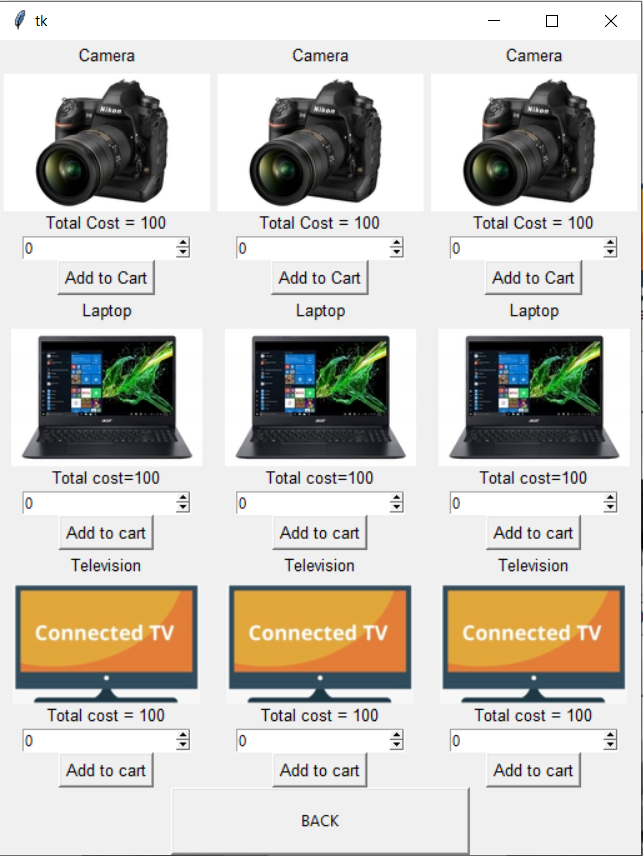 tk
Camera Camera Camera
Nikon Nikon Nikon
Total Cost = 100 Total Cost = 100 Total Cost = 100
0 0 0
Add to Cart Add to Cart Add to Cart
Laptop Laptop Laptop
acer acer acer
Total cost=100 Total cost=100 Total cost=100
0 0 0
Add to cart Add to cart Add to cart
Television Television Television
Connected TV Connected TV Connected TV
Total cost = 100 Total cost = 100 Total cost = 100
0 0 0
Add to cart Add to cart Add to cart
BACK